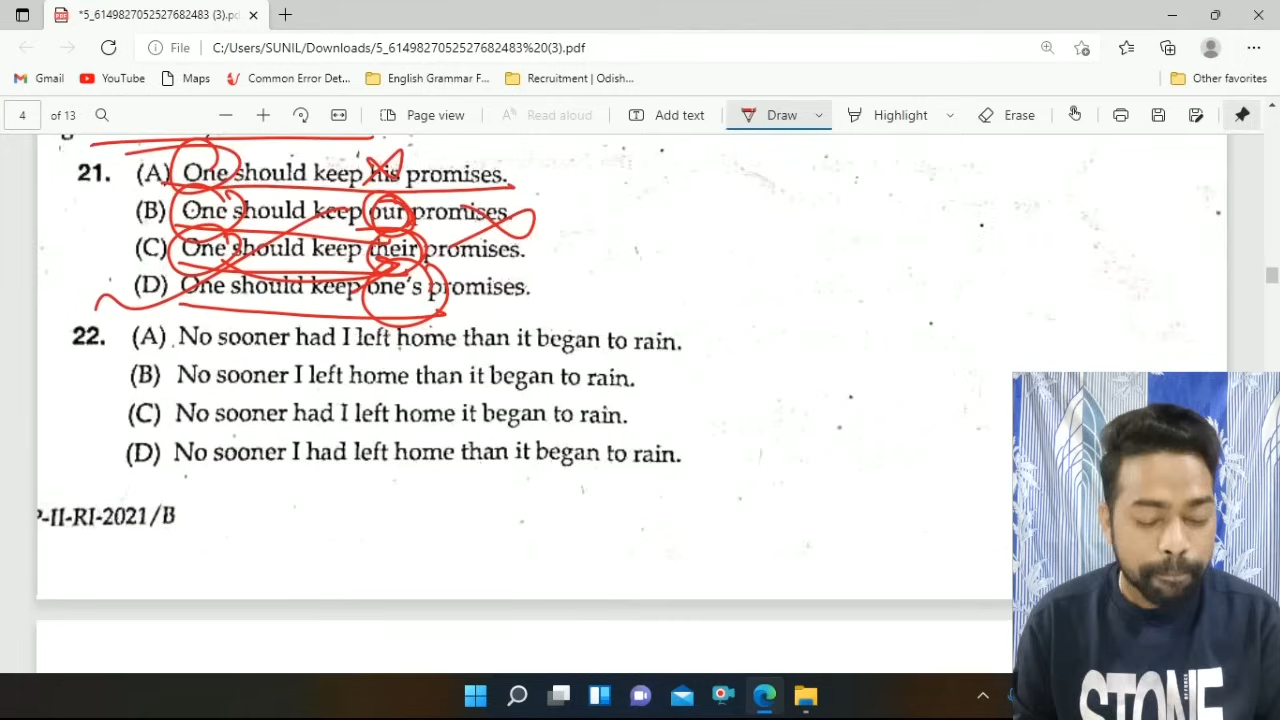 *5_6149827052527682483 (3).pd
File C:/Users/SUNIL/Downloads/5_6149827052527682483%20(3).pdf
Gmail YouTube Maps Common Error Det... English Grammar F... Recruitment | Odish... Other favorites
4 of 13 Page view Read aloud Add text Draw Highlight Erase
21. (A) One should keep his promises.
(B) One should keep our promises.
(C) One should keep their promises.
(D) One should keep one's promises.
22. (A) No sooner had I left home than it began to rain.
(B) No sooner I left home than it began to rain.
(C) No sooner had I left home it began to rain.
(D) No sooner I had left home than it began to rain.
-II-RI-2021/B
STONE